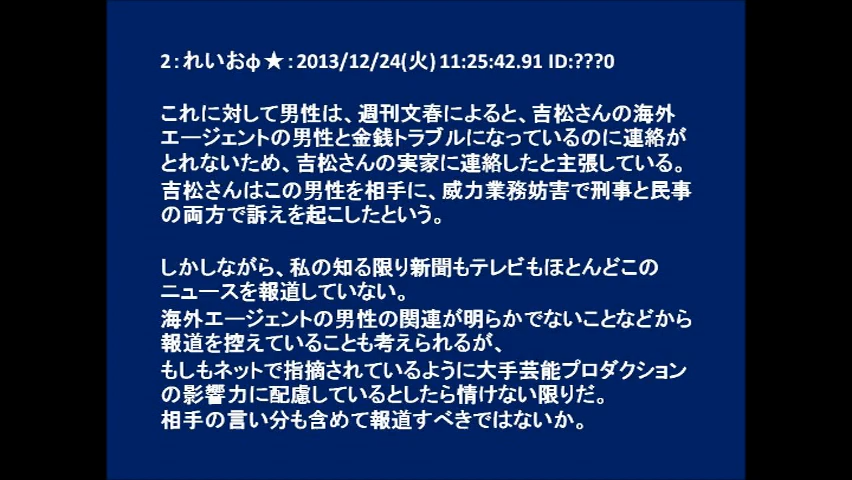 2：れいおφ★：2013/12/24(火) 11:25:42.91 ID:???0
これに対して男性は、週刊文春によると、吉松さんの海外
エージェントの男性と金銭トラブルになっているのに連絡が
とれないため、吉松さんの実家に連絡したと主張している。
吉松さんはこの男性を相手に、威力業務妨害で刑事と民事
の両方で訴えを起こしたという。
しかしながら、私の知る限り新聞もテレビもほとんどこの
ニュースを報道していない。
海外エージェントの男性の関連が明らかでないことなどから
報道を控えていることも考えられるが、
もしもネットで指摘されているように大手芸能プロダクション
の影響力に配慮しているとしたら情けない限りだ。
相手の言い分も含めて報道すべきではないか。